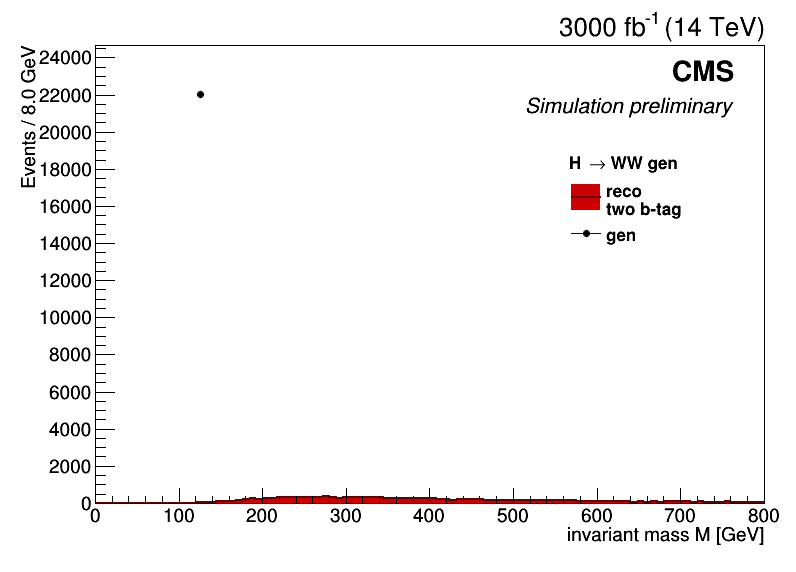 3000 fb⁻¹ (14 TeV)
Events / 8.0 GeV
24000
22000
20000
18000
16000
14000
12000
10000
8000
6000
4000
2000
0
CMS
Simulation preliminary
H → WW gen
reco
two b-tag
gen
0 100 200 300 400 500 600 700 800
invariant mass M [GeV]